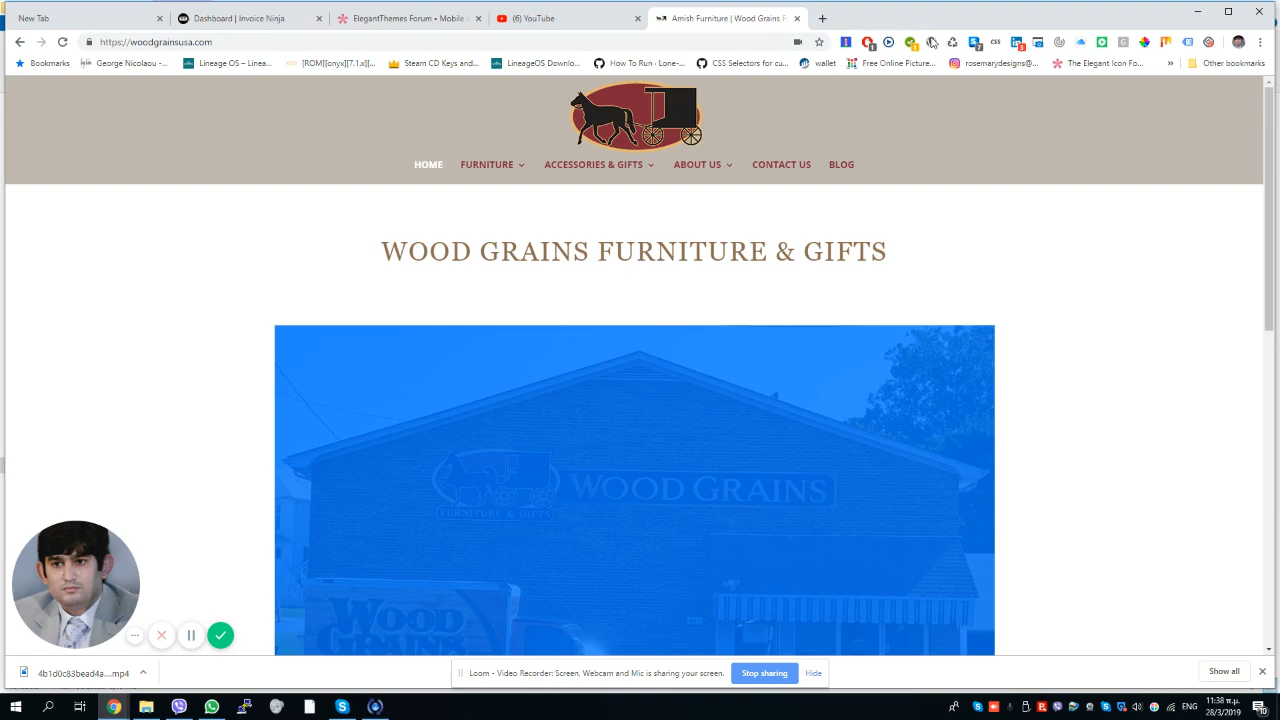 New Tab
Dashboard | Invoice Ninja
ElegantThemes Forum • Mobile
(6) YouTube
Amish Furniture | Wood Grains F
https://woodgrainsusa.com
Bookmarks
George Nicolaou -...
Lineage OS – Linea...
[ROM][onyx][7.1.x]...
Steam CD Keys and...
LineageOS Downlo...
How To Run · Lone-...
CSS Selectors for cu...
wallet
Free Online Picture...
rosemarydesigns@...
The Elegant Icon Fo...
»
Other bookmarks
HOME
FURNITURE
ACCESSORIES & GIFTS
ABOUT US
CONTACT US
BLOG
WOOD GRAINS FURNITURE & GIFTS
WOOD GRAINS
FURNITURE & GIFTS
WOOD
GRAINS
Loom - Video Recorder: Screen, Webcam and Mic is sharing your screen.
Stop sharing
Hide
Show all
ENG
11:38 π.μ.
28/3/2019